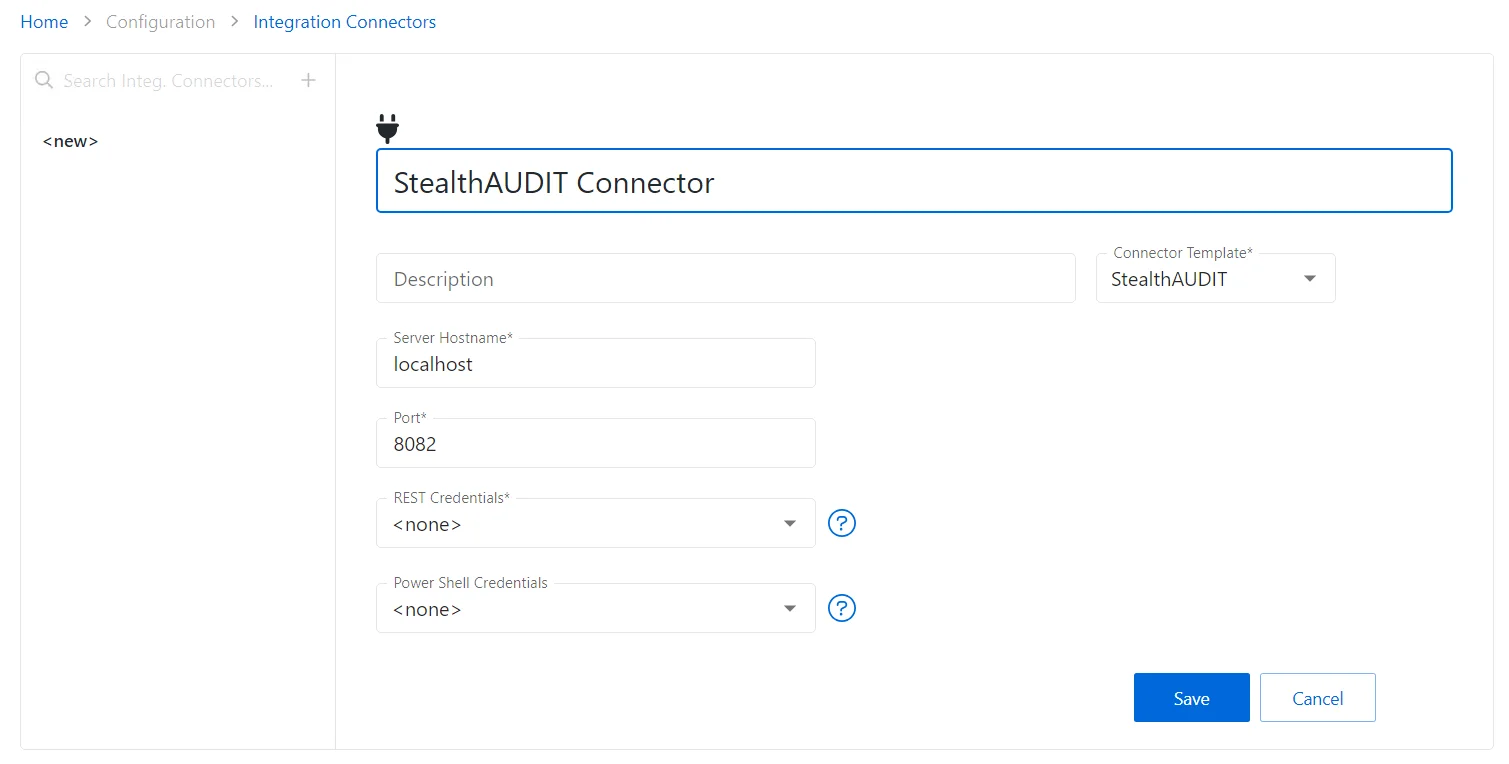 Home > Configuration > Integration Connectors
Search Integ. Connectors... +
<new>
StealthAUDIT Connector
Description
Connector Template*
StealthAUDIT
Server Hostname*
localhost
Port*
8082
REST Credentials*
<none>
?
Power Shell Credentials
<none>
?
Save
Cancel